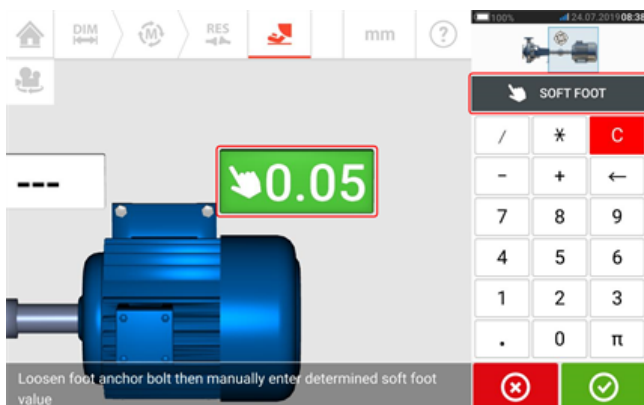 DIM
M
RES
mm
?
100%
24.07.2019 08:38
SOFT FOOT
---
0.05
/ * C
- + ←
7 8 9
4 5 6
1 2 3
. 0 π
Loosen foot anchor bolt then manually enter determined soft foot
value